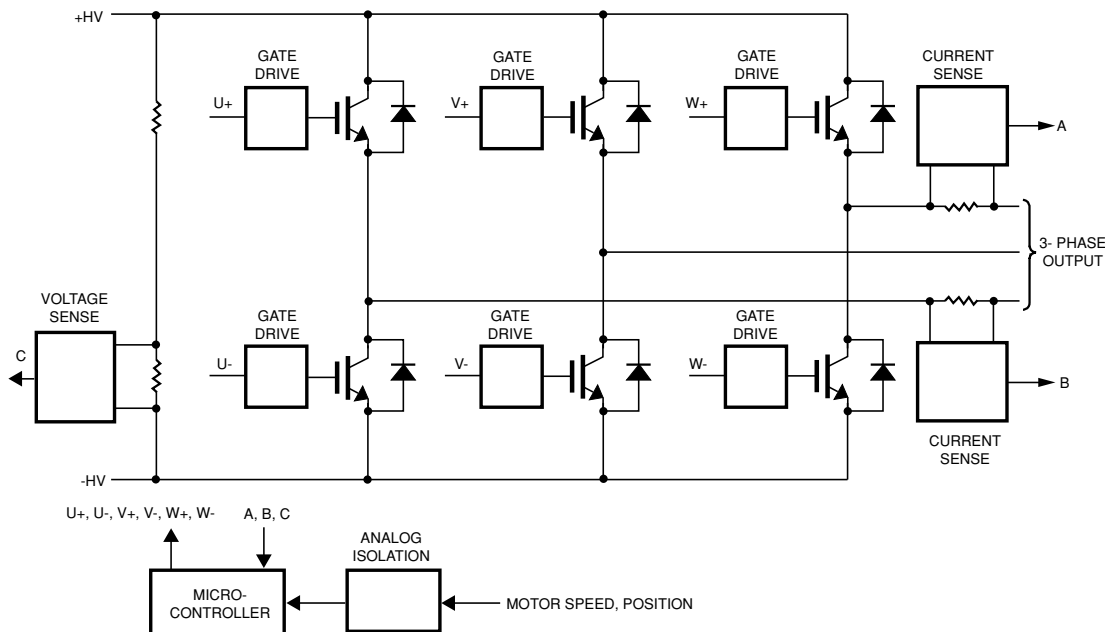 +HV
GATE
DRIVE
GATE
DRIVE
GATE
DRIVE
CURRENT
SENSE
U+
V+
W+
A
3- PHASE
OUTPUT
VOLTAGE
SENSE
GATE
DRIVE
GATE
DRIVE
GATE
DRIVE
C
U-
V-
W-
B
CURRENT
SENSE
-HV
U+, U-, V+, V-, W+, W-
A, B, C
ANALOG
ISOLATION
MICRO-
CONTROLLER
MOTOR SPEED, POSITION